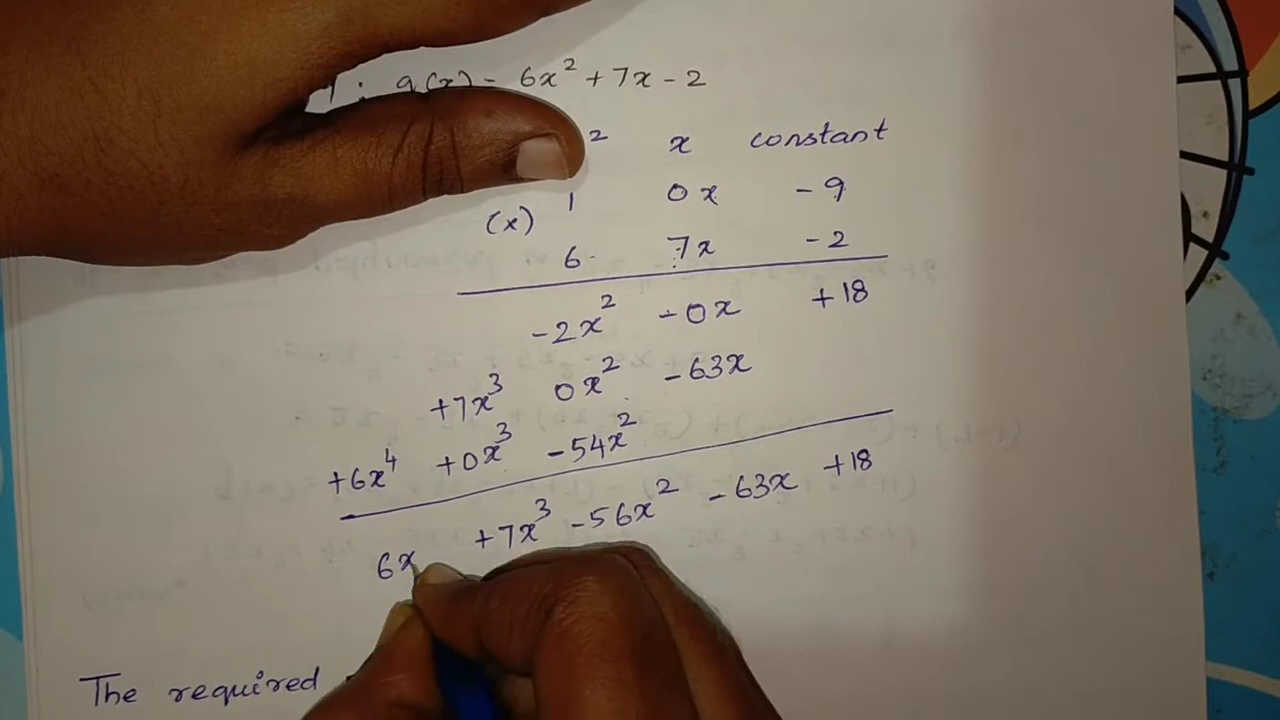 : q(x) - 6x² + 7x - 2
² x constant
(x) 1 0x - 9
6 7x - 2
-2x² - 0x + 18
+7x³ 0x² - 63x
+6x⁴ +0x³ - 54x²
6x +7x³ - 56x² - 63x + 18
The required